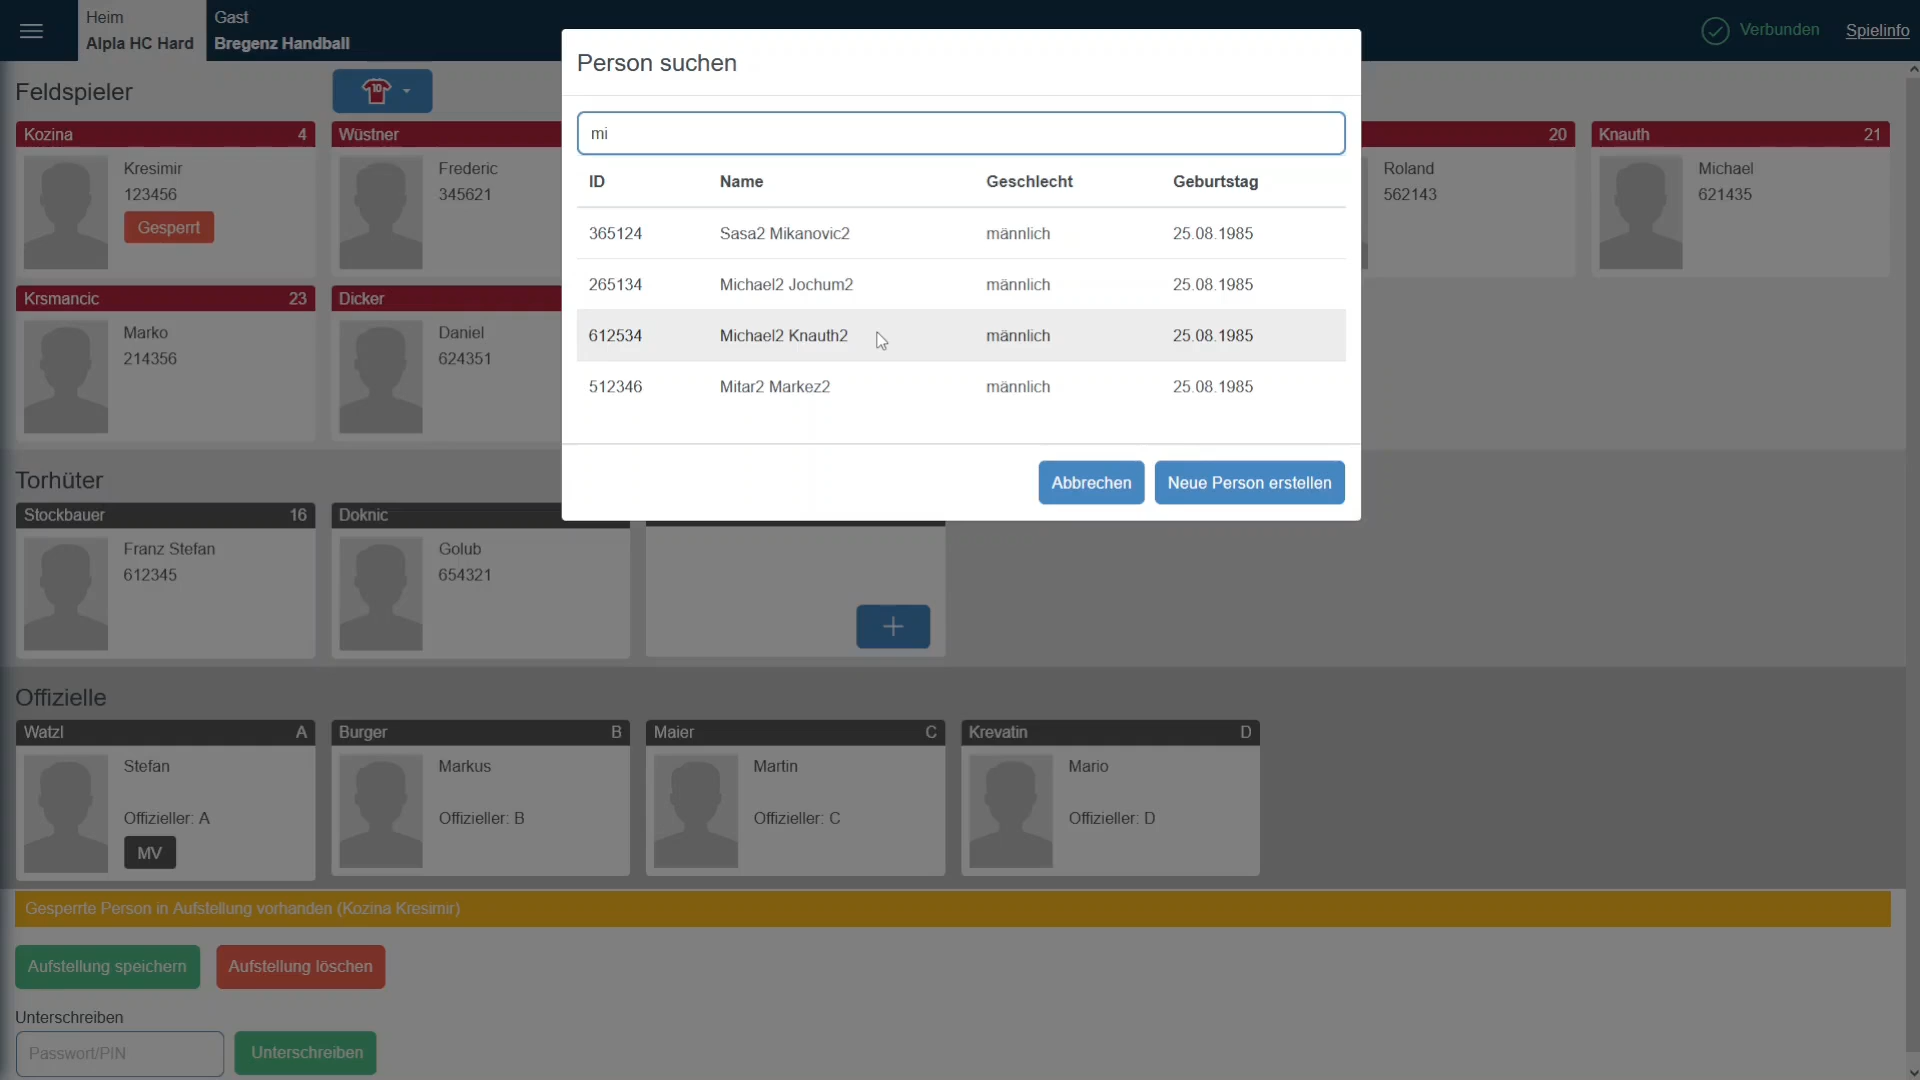 Heim
Alpla HC Hard
Gast
Bregenz Handball
Verbunden
Spielinfo
Feldspieler
10
Kozina 4
Kresimir
123456
Gesperrt
Wüstner
Frederic
345621
20
Roland
562143
Knauth 21
Michael
621435
Krsmancic 23
Marko
214356
Dicker
Daniel
624351
Person suchen
mi
ID Name Geschlecht Geburtstag
365124 Sasa2 Mikanovic2 männlich 25.08.1985
265134 Michael2 Jochum2 männlich 25.08.1985
612534 Michael2 Knauth2 männlich 25.08.1985
512346 Mitar2 Markez2 männlich 25.08.1985
Abbrechen
Neue Person erstellen
Torhüter
Stockbauer 16
Franz Stefan
612345
Doknic
Golub
654321
Offizielle
Watzl A
Stefan
Offizieller: A
MV
Burger B
Markus
Offizieller: B
Maier C
Martin
Offizieller: C
Krevatin D
Mario
Offizieller: D
Gesperrte Person in Aufstellung vorhanden (Kozina Kresimir)
Aufstellung speichern
Aufstellung löschen
Unterschreiben
Passwort/PIN
Unterschreiben